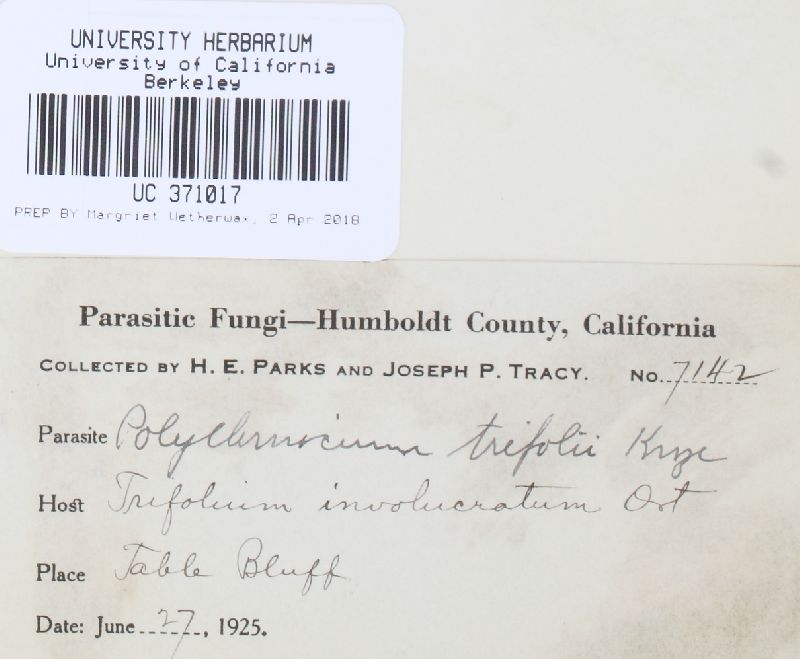 UNIVERSITY HERBARIUM
University of California
Berkeley
UC 371017
PREP BY Margriet Wetherwax, 2 Apr 2018
Parasitic Fungi—Humboldt County, California
COLLECTED BY H. E. PARKS AND JOSEPH P. TRACY. No. 7142
Parasite Polythrincium trifolii Knze
Host Trifolium involucratum Ort
Place Table Bluff
Date: June 27, 1925.